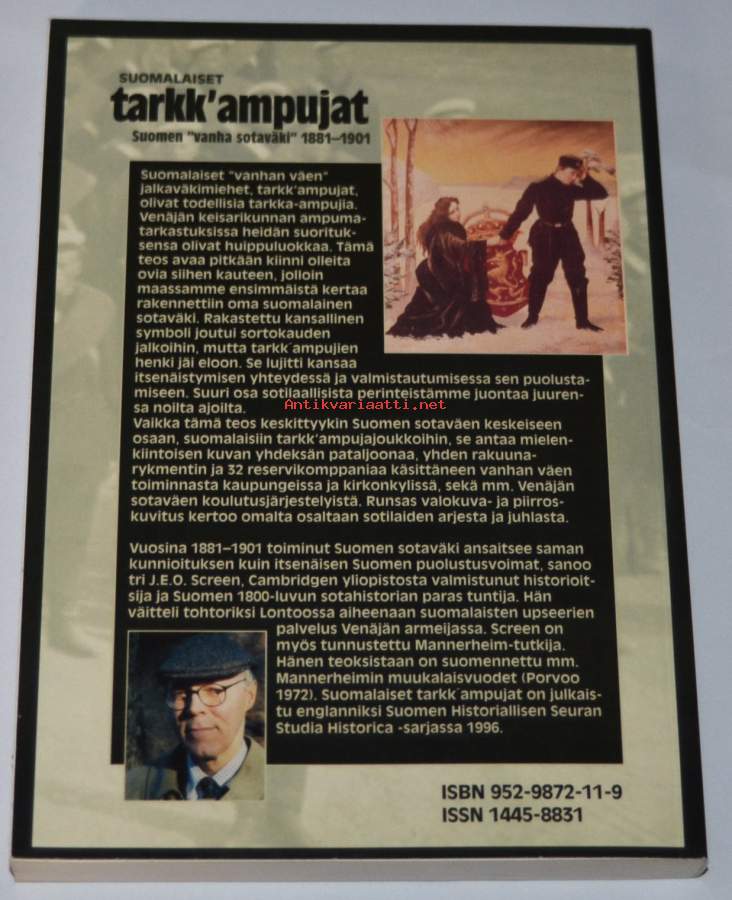 SUOMALAISET
tarkk'ampujat
Suomen "vanha sotaväki" 1881–1901
Suomalaiset "vanhan väen"
jalkaväkimiehet, tarkk'ampujat,
olivat todellisia tarkka-ampujia.
Venäjän keisarikunnan ampuma-
tarkastuksissa heidän suorituk-
sensa olivat huippuluokkaa. Tämä
teos avaa pitkään kiinni olleita
ovia siihen kauteen, jolloin
maassamme ensimmäistä kertaa
rakennettiin oma suomalainen
sotaväki. Rakastettu kansallinen
symboli joutui sortokauden
jalkoihin, mutta tarkk´ampujien
henki jäi eloon. Se lujitti kansaa
itsenäistymisen yhteydessä ja valmistautumisessa sen puolusta-
miseen. Suuri osa sotilaallisista perinteistämme juontaa juuren-
sa noilta ajoilta.
Antikvariaatti.net
Vaikka tämä teos keskittyykin Suomen sotaväen keskeiseen
osaan, suomalaisiin tarkk'ampujajoukkoihin, se antaa mielen-
kiintoisen kuvan yhdeksän pataljoonaa, yhden rakuuna-
rykmentin ja 32 reservikomppaniaa käsittäneen vanhan väen
toiminnasta kaupungeissa ja kirkonkylissä, sekä mm. Venäjän
sotaväen koulutusjärjestelyistä. Runsas valokuva- ja piirros-
kuvitus kertoo omalta osaltaan sotilaiden arjesta ja juhlasta.
Vuosina 1881–1901 toiminut Suomen sotaväki ansaitsee saman
kunnioituksen kuin itsenäisen Suomen puolustusvoimat, sanoo
tri J.E.O. Screen, Cambridgen yliopistosta valmistunut historioit-
sija ja Suomen 1800-luvun sotahistorian paras tuntija. Hän
väitteli tohtoriksi Lontoossa aiheenaan suomalaisten upseerien
palvelus Venäjän armeijassa. Screen on
myös tunnustettu Mannerheim-tutkija.
Hänen teoksistaan on suomennettu mm.
Mannerheimin muukalaisvuodet (Porvoo
1972). Suomalaiset tarkk´ampujat on julkais-
tu englanniksi Suomen Historiallisen Seuran
Studia Historica -sarjassa 1996.
ISBN 952-9872-11-9
ISSN 1445-8831